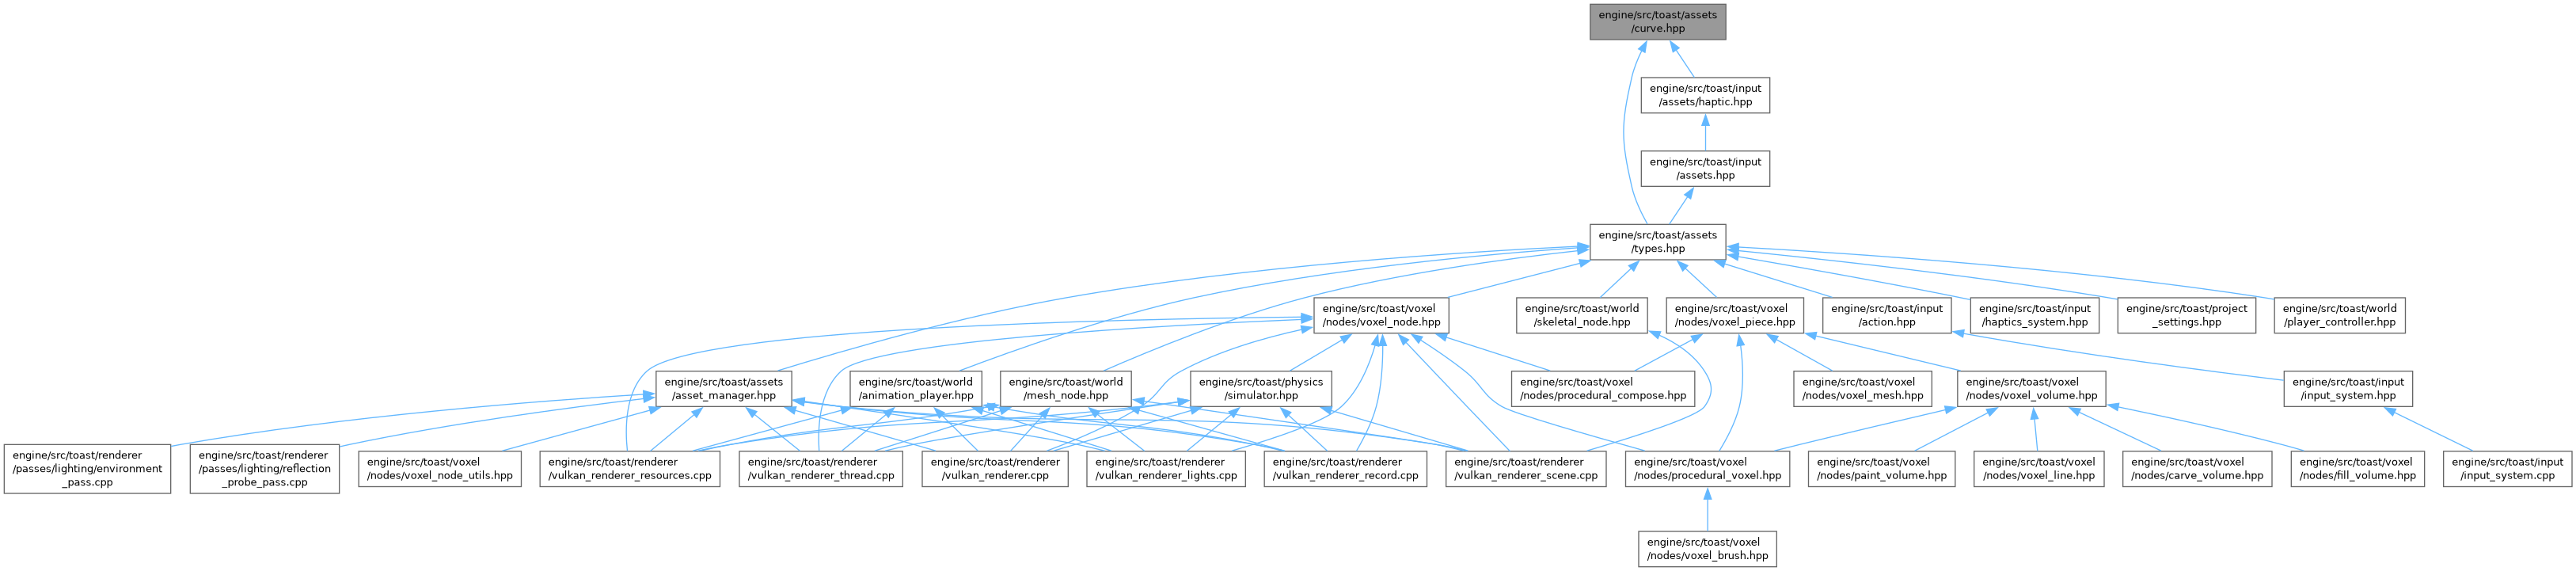 engine/src/toast/assets
/curve.hpp
engine/src/toast/input
/assets/haptic.hpp
engine/src/toast/input
/assets.hpp
engine/src/toast/assets
/types.hpp
engine/src/toast/voxel
/nodes/voxel_node.hpp
engine/src/toast/world
/skeletal_node.hpp
engine/src/toast/voxel
/nodes/voxel_piece.hpp
engine/src/toast/input
/action.hpp
engine/src/toast/input
/haptics_system.hpp
engine/src/toast/project
_settings.hpp
engine/src/toast/world
/player_controller.hpp
engine/src/toast/assets
/asset_manager.hpp
engine/src/toast/world
/animation_player.hpp
engine/src/toast/world
/mesh_node.hpp
engine/src/toast/physics
/simulator.hpp
engine/src/toast/voxel
/nodes/procedural_compose.hpp
engine/src/toast/voxel
/nodes/voxel_mesh.hpp
engine/src/toast/voxel
/nodes/voxel_volume.hpp
engine/src/toast/input
/input_system.hpp
engine/src/toast/renderer
/passes/lighting/environment
_pass.cpp
engine/src/toast/renderer
/passes/lighting/reflection
_probe_pass.cpp
engine/src/toast/voxel
/nodes/voxel_node_utils.hpp
engine/src/toast/renderer
/vulkan_renderer_resources.cpp
engine/src/toast/renderer
/vulkan_renderer_thread.cpp
engine/src/toast/renderer
/vulkan_renderer.cpp
engine/src/toast/renderer
/vulkan_renderer_lights.cpp
engine/src/toast/renderer
/vulkan_renderer_record.cpp
engine/src/toast/renderer
/vulkan_renderer_scene.cpp
engine/src/toast/voxel
/nodes/procedural_voxel.hpp
engine/src/toast/voxel
/nodes/paint_volume.hpp
engine/src/toast/voxel
/nodes/voxel_line.hpp
engine/src/toast/voxel
/nodes/carve_volume.hpp
engine/src/toast/voxel
/nodes/fill_volume.hpp
engine/src/toast/input
/input_system.cpp
engine/src/toast/voxel
/nodes/voxel_brush.hpp